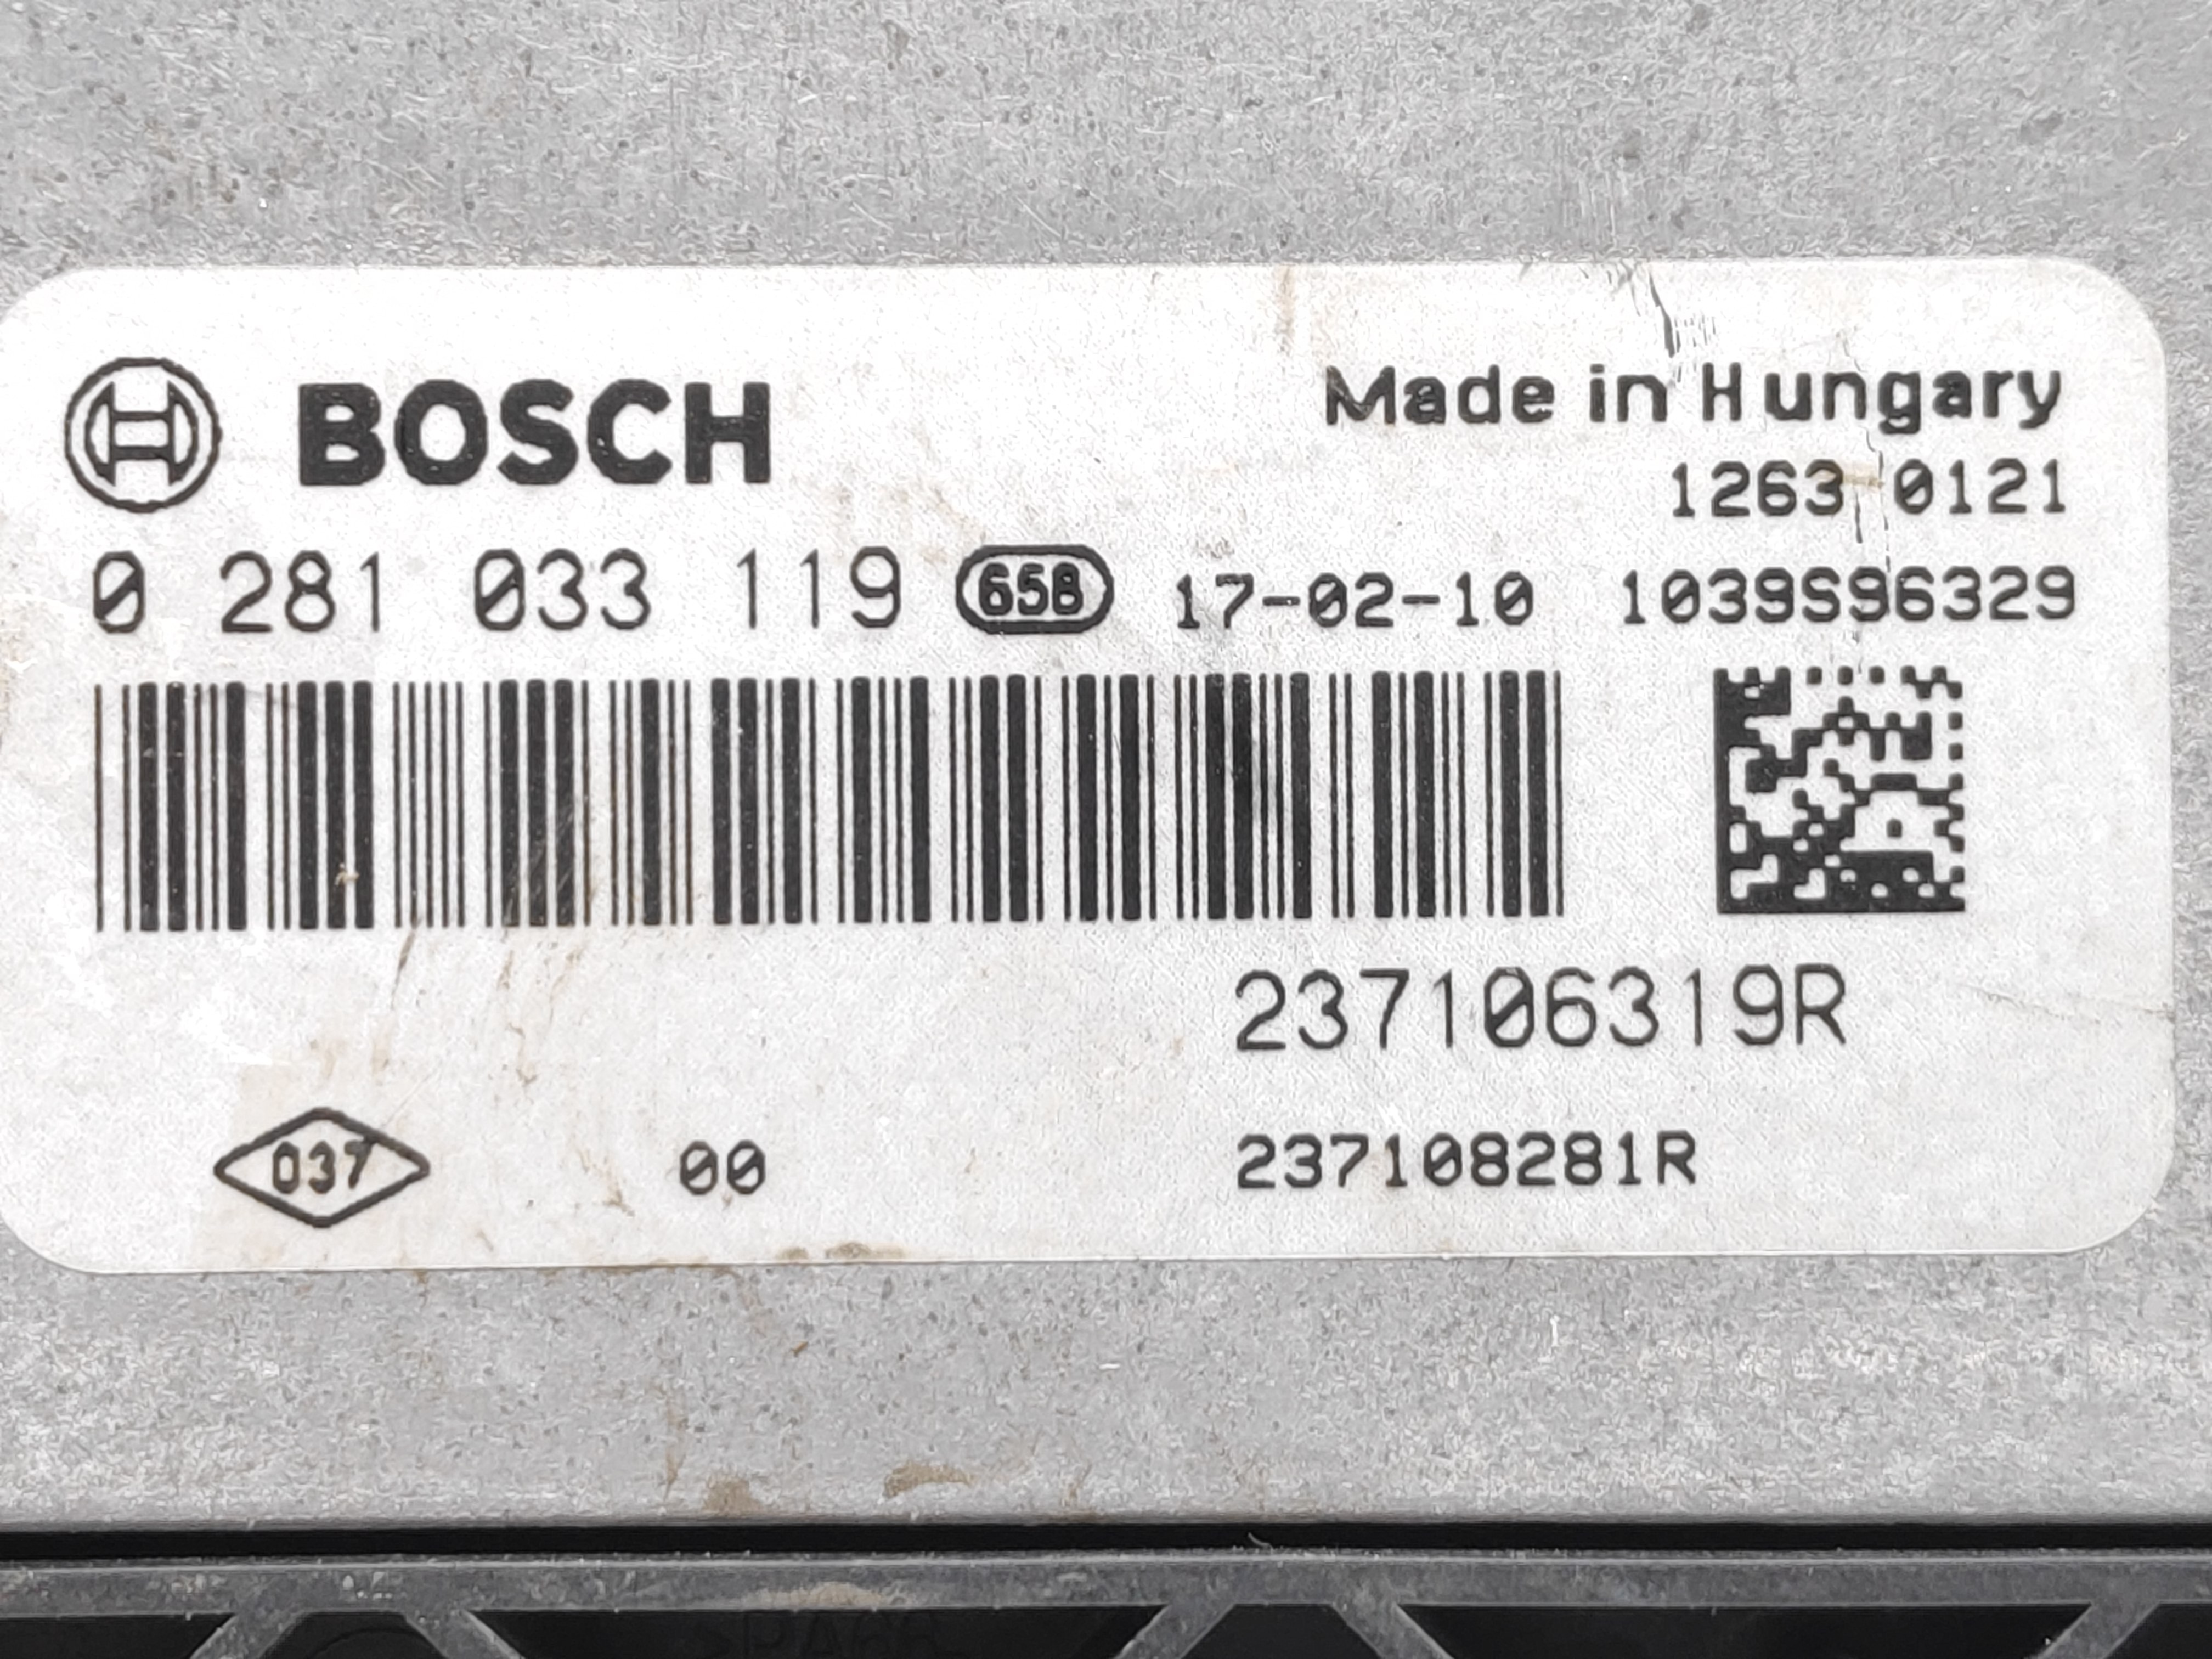 BOSCH
Made in Hungary
1263 0121
0 281 033 119 658 17-02-10 1039S96329
237106319R
037 00 237108281R
>PA66